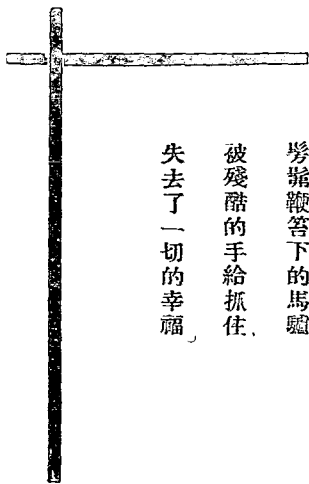 髣髴鞭笞下的馬驢
被殘酷的手給抓住、
失去了一切的幸福